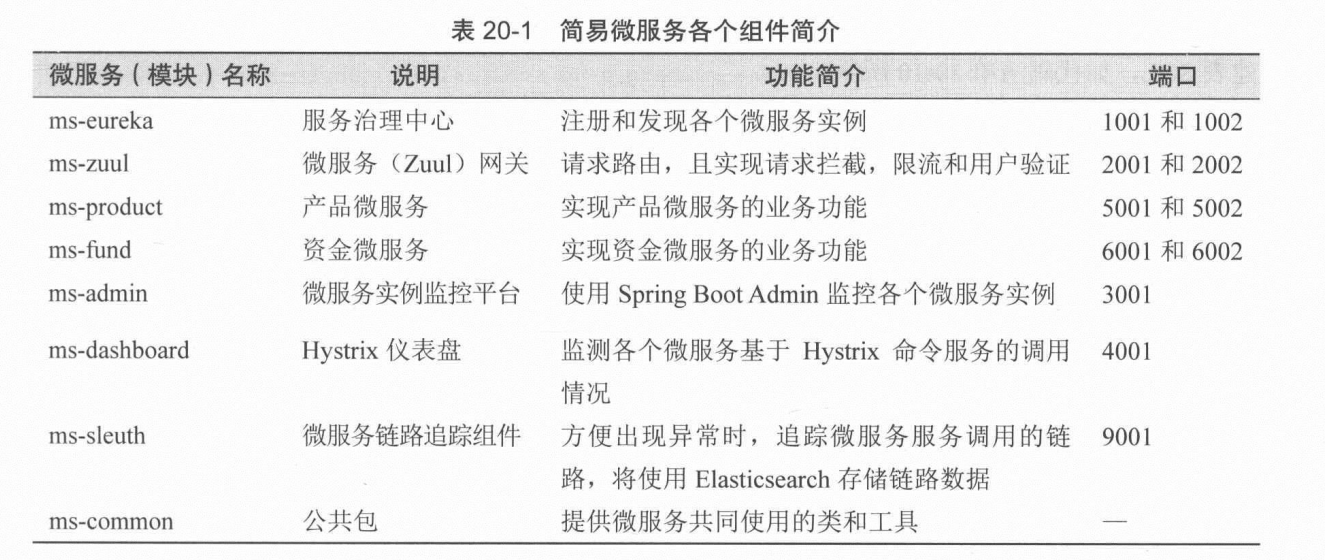 表 20-1 简易微服务各个组件简介
微服务（模块）名称 说明 功能简介 端口
ms-eureka 服务治理中心 注册和发现各个微服务实例 1001 和 1002
ms-zuul 微服务（Zuul）网关 请求路由，且实现请求拦截，限流和用户验证 2001 和 2002
ms-product 产品微服务 实现产品微服务的业务功能 5001 和 5002
ms-fund 资金微服务 实现资金微服务的业务功能 6001 和 6002
ms-admin 微服务实例监控平台 使用 Spring Boot Admin 监控各个微服务实例 3001
ms-dashboard Hystrix 仪表盘 监测各个微服务基于 Hystrix 命令服务的调用 4001
情况
ms-sleuth 微服务链路追踪组件 方便出现异常时，追踪微服务服务调用的链 9001
路，将使用 Elasticsearch 存储链路数据
ms-common 公共包 提供微服务共同使用的类和工具 —